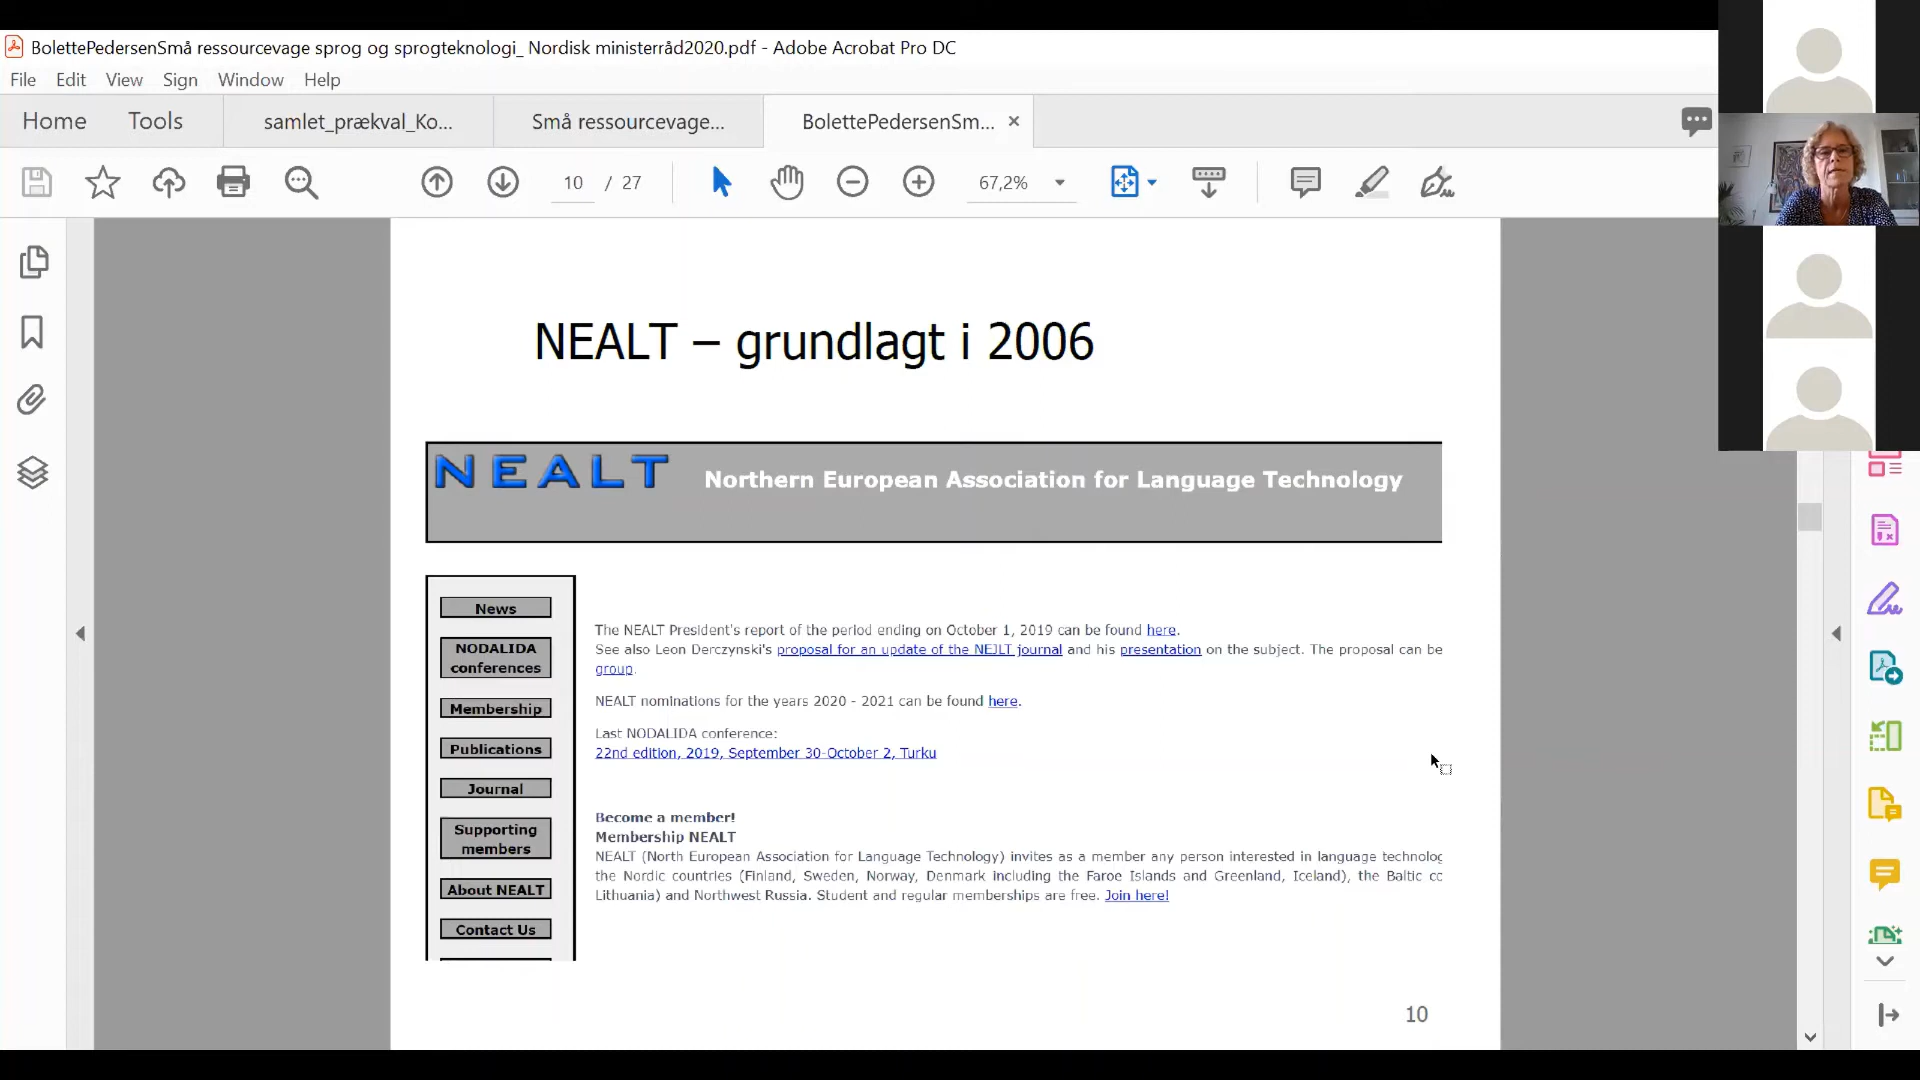 BolettePedersenSmå ressourcevage sprog og sprogteknologi_ Nordisk ministerråd2020.pdf - Adobe Acrobat Pro DC
File Edit View Sign Window Help
Home Tools samlet_prækval_Ko... Små ressourcevage... BolettePedersenSm... ×
10 / 27 67,2%
NEALT – grundlagt i 2006
NEALT Northern European Association for Language Technology
News
NODALIDA
conferences
Membership
Publications
Journal
Supporting
members
About NEALT
Contact Us
The NEALT President's report of the period ending on October 1, 2019 can be found here.
See also Leon Derczynski's proposal for an update of the NEJLT journal and his presentation on the subject. The proposal can be
group.
NEALT nominations for the years 2020 - 2021 can be found here.
Last NODALIDA conference:
22nd edition, 2019, September 30-October 2, Turku
Become a member!
Membership NEALT
NEALT (North European Association for Language Technology) invites as a member any person interested in language technolog
the Nordic countries (Finland, Sweden, Norway, Denmark including the Faroe Islands and Greenland, Iceland), the Baltic cc
Lithuania) and Northwest Russia. Student and regular memberships are free. Join here!
10